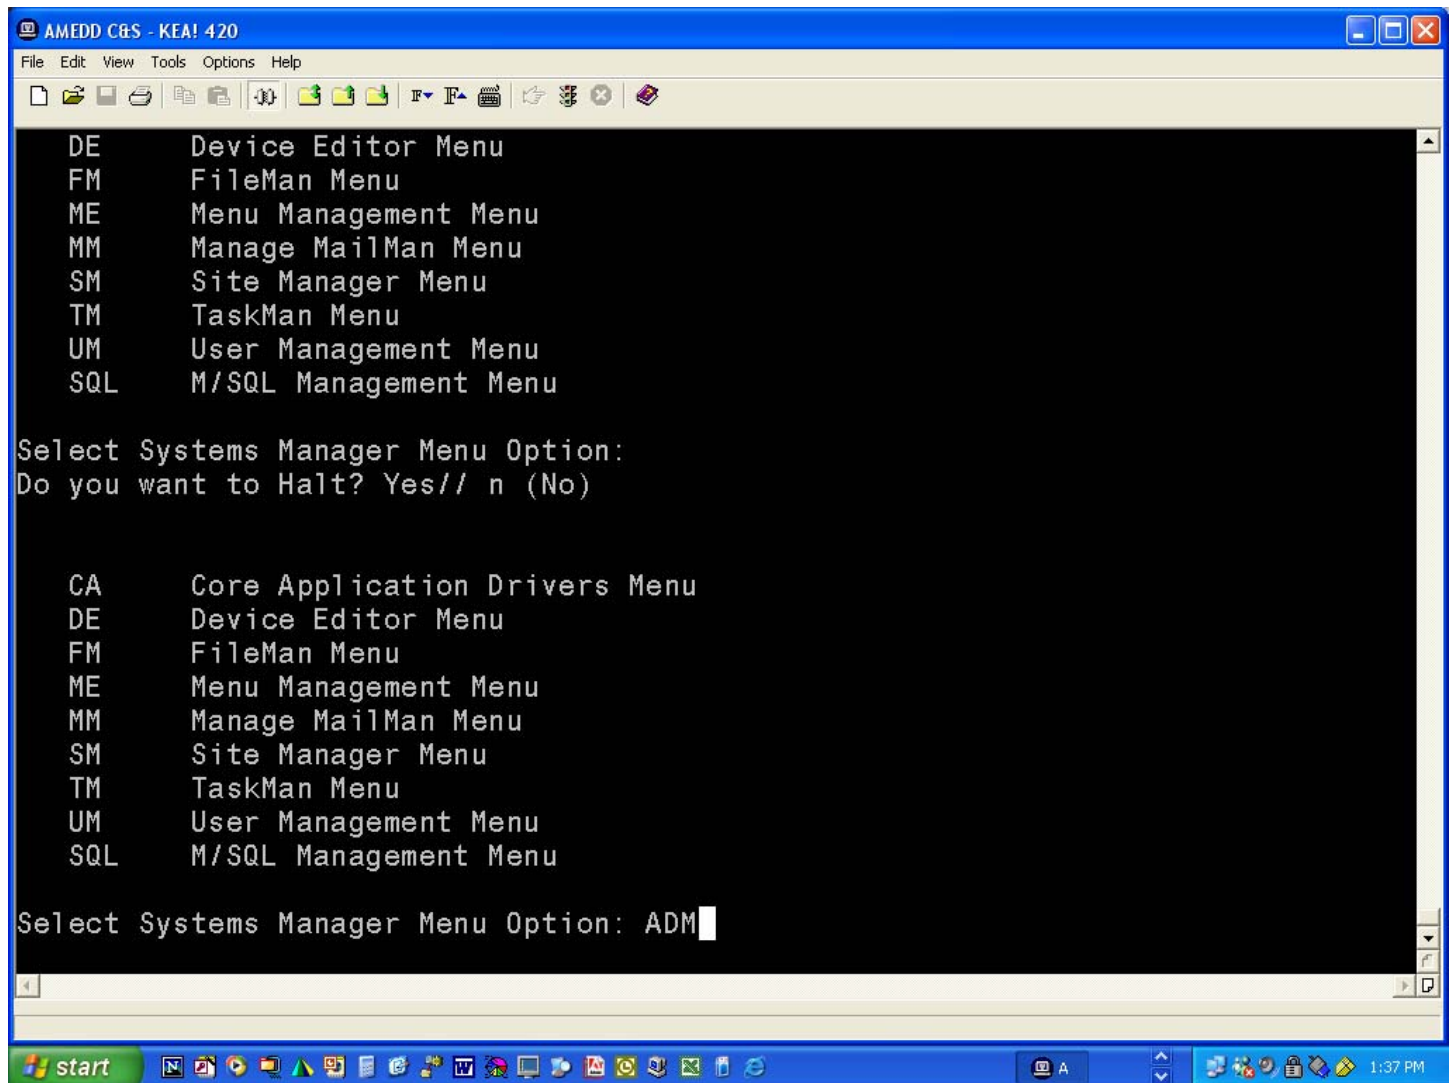 AMEDD C&S - KEA! 420
File Edit View Tools Options Help
DE Device Editor Menu
FM FileMan Menu
ME Menu Management Menu
MM Manage MailMan Menu
SM Site Manager Menu
TM TaskMan Menu
UM User Management Menu
SQL M/SQL Management Menu
Select Systems Manager Menu Option:
Do you want to Halt? Yes// n (No)
CA Core Application Drivers Menu
DE Device Editor Menu
FM FileMan Menu
ME Menu Management Menu
MM Manage MailMan Menu
SM Site Manager Menu
TM TaskMan Menu
UM User Management Menu
SQL M/SQL Management Menu
Select Systems Manager Menu Option: ADM
start A 1:37 PM